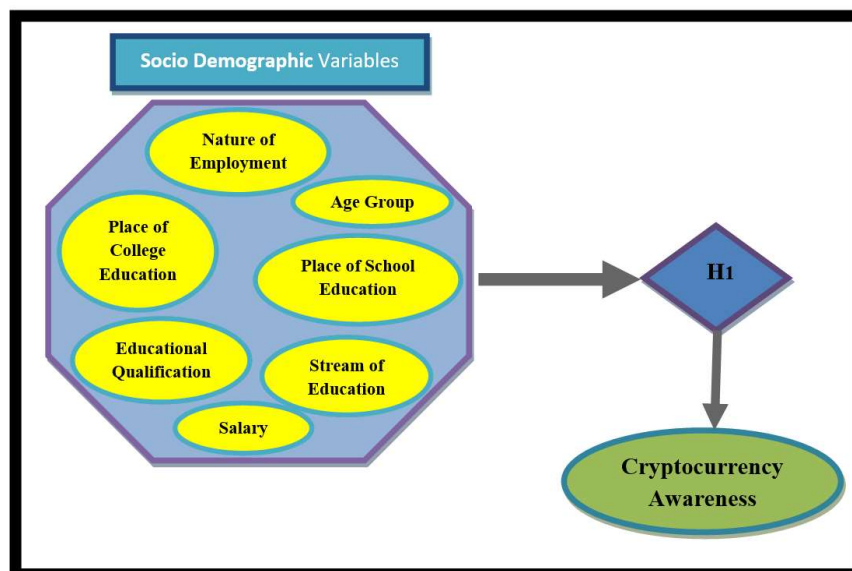 Socio Demographic Variables
Nature of
Employment
Age Group
Place of
College
Education
Place of School
Education
H1
Educational
Qualification
Stream of
Education
Salary
Cryptocurrency
Awareness